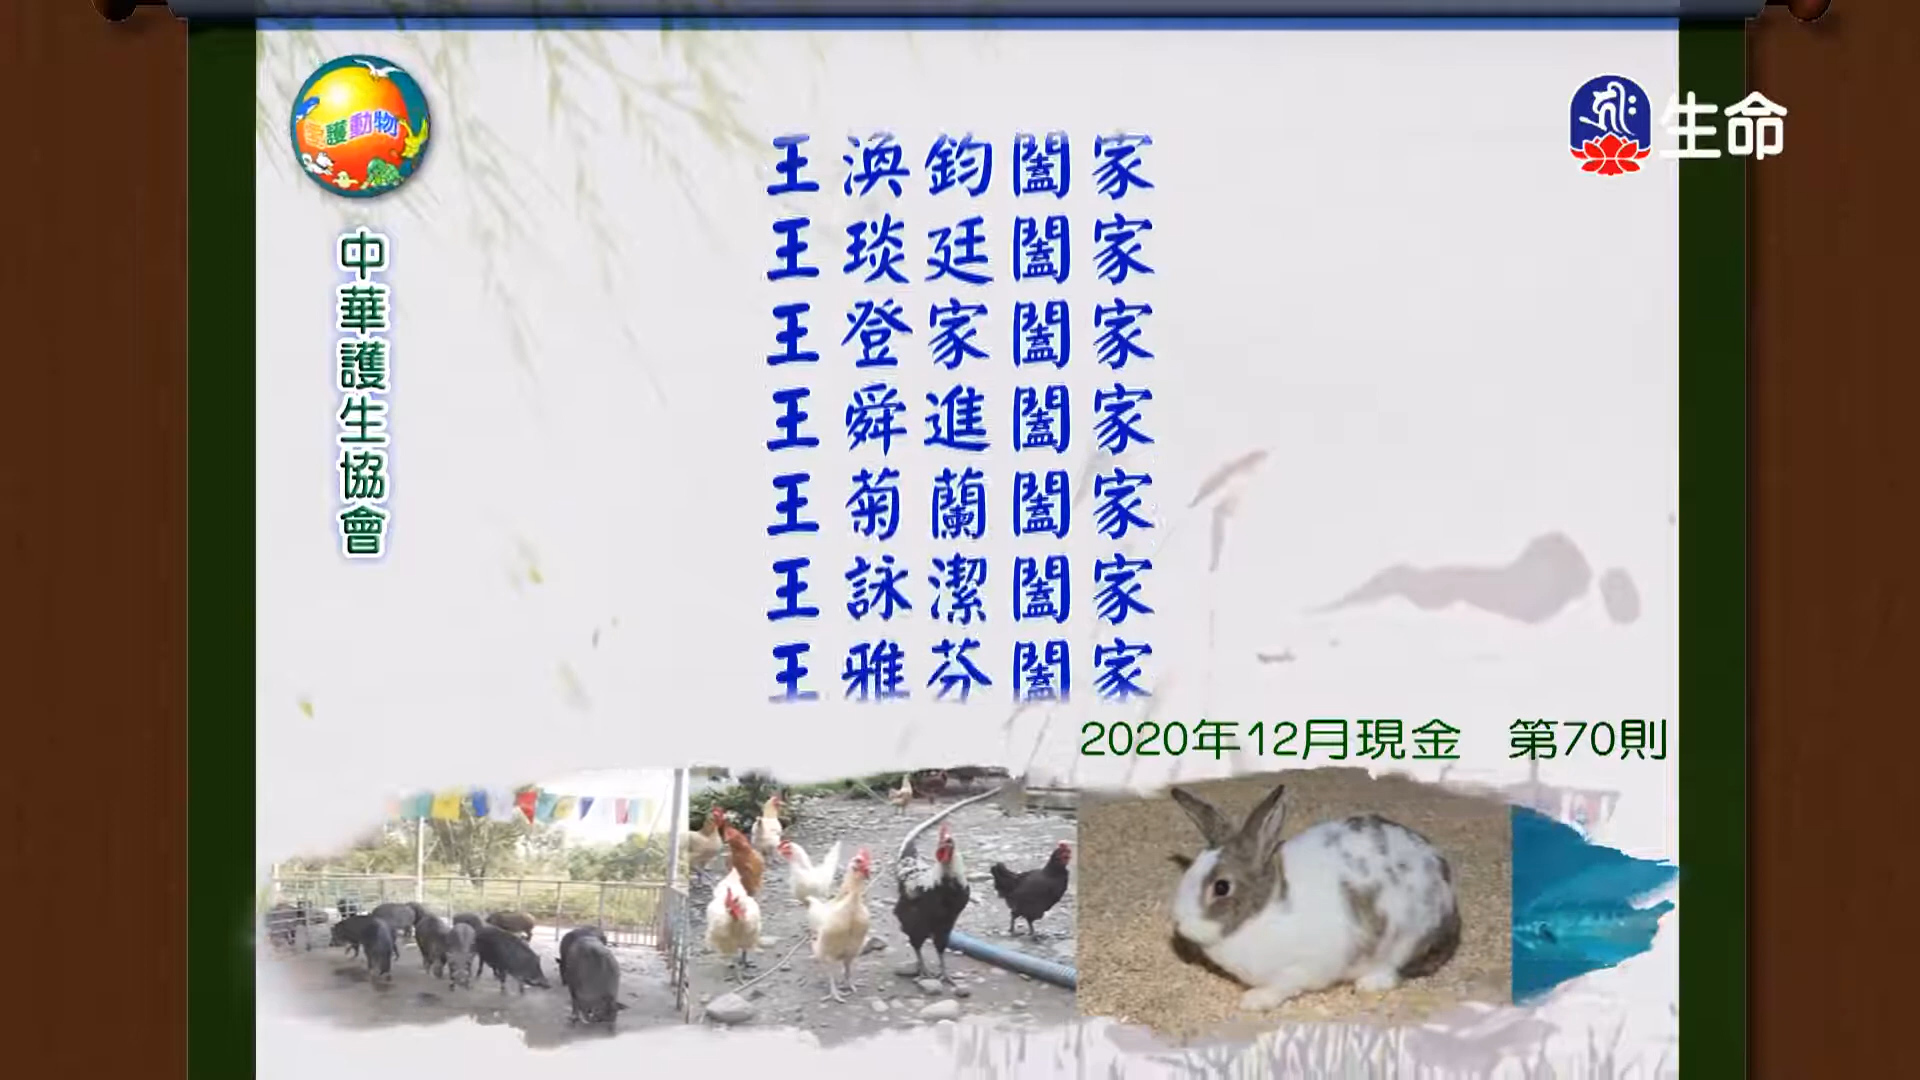 愛護動物
生命
中華護生協會
王渙鈞闔家
王琰廷闔家
王登家闔家
王舜進闔家
王菊蘭闔家
王詠潔闔家
王雅芬闔家
2020年12月現金 第70則